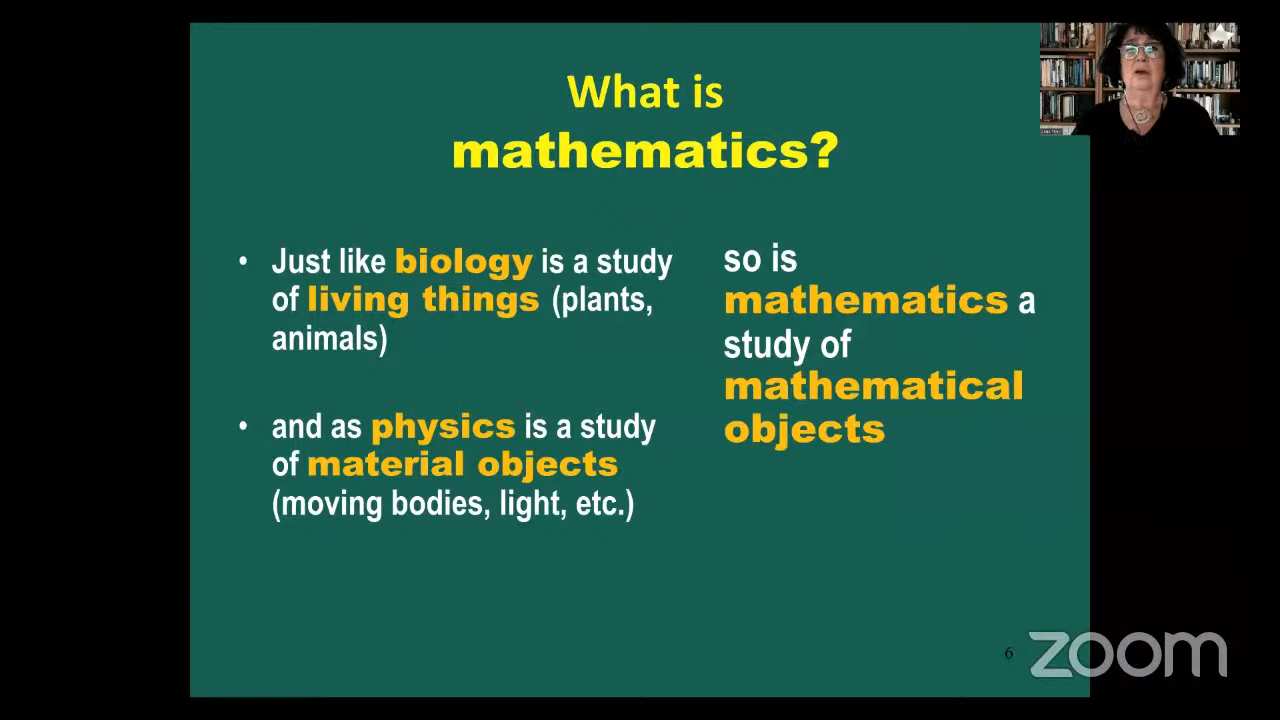 What is
mathematics?
• Just like biology is a study
of living things (plants,
animals)
• and as physics is a study
of material objects
(moving bodies, light, etc.)
so is
mathematics a
study of
mathematical
objects
6
zoom